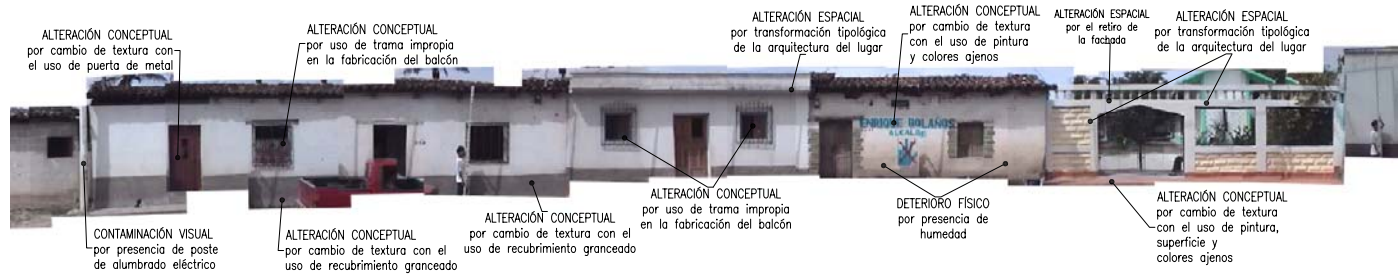 ALTERACIÓN CONCEPTUAL
por cambio de textura con
el uso de puerta de metal
ALTERACIÓN CONCEPTUAL
por uso de trama impropia
en la fabricación del balcón
ALTERACIÓN ESPACIAL
por transformación tipológica
de la arquitectura del lugar
ALTERACIÓN CONCEPTUAL
por cambio de textura
con el uso de pintura
y colores ajenos
ALTERACIÓN ESPACIAL
por el retiro de
la fachada
ALTERACIÓN ESPACIAL
por transformación tipológica
de la arquitectura del lugar
ENRIQUE BOLAÑOS
ALCALDE
CONTAMINACIÓN VISUAL
por presencia de poste
de alumbrado eléctrico
ALTERACIÓN CONCEPTUAL
por cambio de textura con el
uso de recubrimiento granceado
ALTERACIÓN CONCEPTUAL
por cambio de textura con el
uso de recubrimiento granceado
ALTERACIÓN CONCEPTUAL
por uso de trama impropia
en la fabricación del balcón
DETERIORO FÍSICO
por presencia de
humedad
ALTERACIÓN CONCEPTUAL
por cambio de textura
con el uso de pintura,
superficie y
colores ajenos